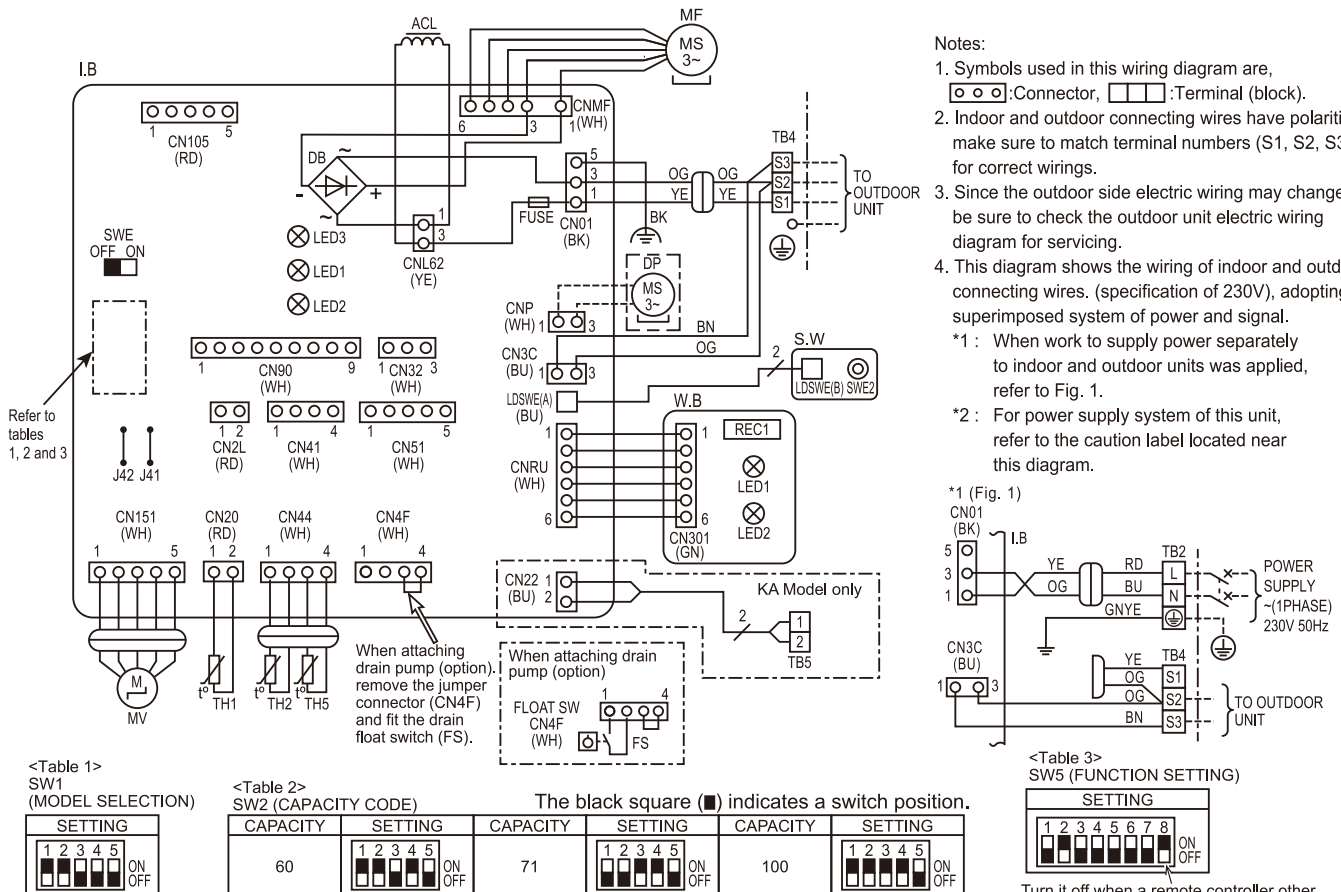 ACL
MF
MS
3~
I.B
CN105
(RD)
1 5
CNMF
(WH)
6 3 1
DB
~
- +
~
SWE
OFF ON
LED3
LED1
LED2
1
3
CNL62
(YE)
FUSE
5
3
1
CN01
(BK)
BK
OG OG
YE YE
TB4
S3
S2
S1
TO
OUTDOOR
UNIT
DP
MS
3~
CNP
(WH) 1 3
CN3C
(BU) 1 3
BN
OG
LDSWE(A)
(BU)
2
S.W
LDSWE(B) SWE2
1 9
CN90
(WH)
1 3
CN32
(WH)
Refer to
tables
1, 2 and 3
J42 J41
1 2
CN2L
(RD)
1 4
CN41
(WH)
1 5
CN51
(WH)
1
CNRU
(WH)
6
W.B
REC1
1
LED1
LED2
6
CN301
(GN)
CN151
(WH)
1 5
M
MV
CN20
(RD)
1 2
t° TH1
CN44
(WH)
1 4
t° TH2 t° TH5
CN4F
(WH)
1 4
When attaching
drain pump (option).
remove the jumper
connector (CN4F)
and fit the drain
float switch (FS).
CN22
(BU)
1
2
KA Model only
2
1
2
TB5
When attaching drain
pump (option)
FLOAT SW
CN4F
(WH)
1 4
FS
Notes:
1. Symbols used in this wiring diagram are,
:Connector, :Terminal (block).
2. Indoor and outdoor connecting wires have polariti
make sure to match terminal numbers (S1, S2, S3
for correct wirings.
3. Since the outdoor side electric wiring may change
be sure to check the outdoor unit electric wiring
diagram for servicing.
4. This diagram shows the wiring of indoor and outd
connecting wires. (specification of 230V), adopting
superimposed system of power and signal.
*1 : When work to supply power separately
to indoor and outdoor units was applied,
refer to Fig. 1.
*2 : For power supply system of this unit,
refer to the caution label located near
this diagram.
*1 (Fig. 1)
CN01
(BK)
I.B
5
3
1
YE RD
OG BU
GNYE
TB2
L
N
POWER
SUPPLY
~(1PHASE)
230V 50Hz
CN3C
(BU)
1 3
YE
OG
OG
BN
TB4
S1
S2
S3
TO OUTDOOR
UNIT
<Table 1>
SW1
(MODEL SELECTION)
SETTING
1 2 3 4 5
ON
OFF
<Table 2>
SW2 (CAPACITY CODE)
The black square (■) indicates a switch position.
CAPACITY SETTING CAPACITY SETTING CAPACITY SETTING
60 1 2 3 4 5 ON OFF 71 1 2 3 4 5 ON OFF 100 1 2 3 4 5 ON OFF
<Table 3>
SW5 (FUNCTION SETTING)
SETTING
1 2 3 4 5 6 7 8
ON
OFF
Turn it off when a remote controller other